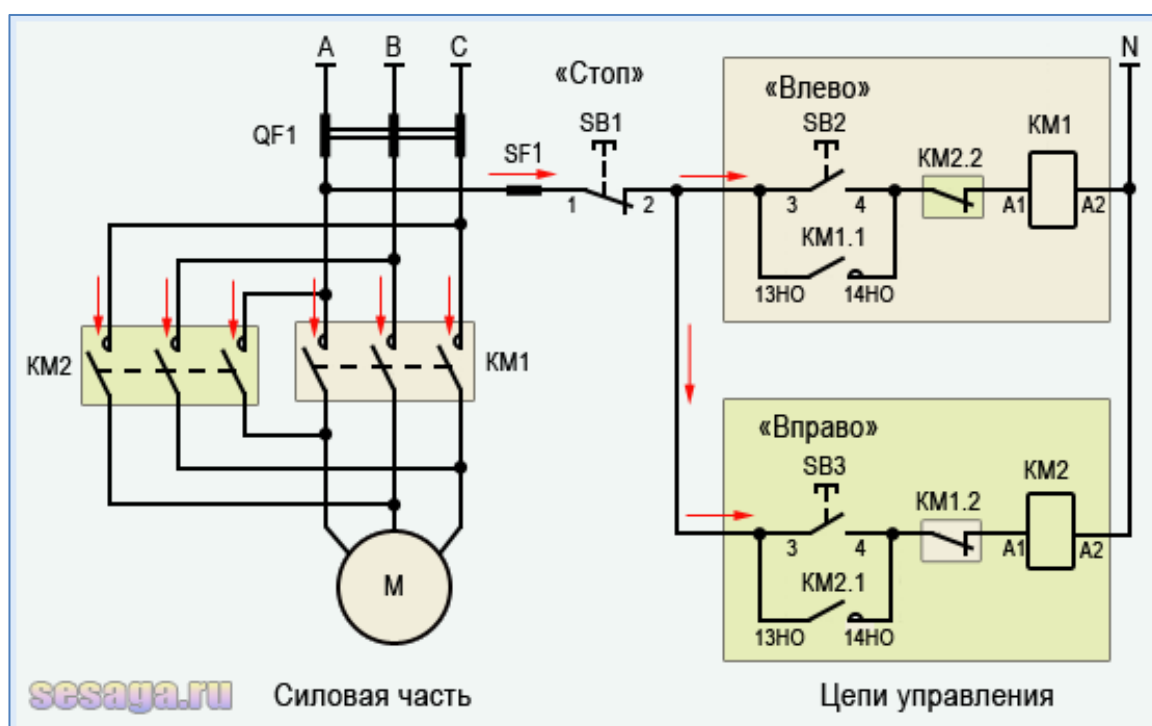 A B C
N
«Стоп»
«Влево»
QF1
SF1
SB1
SB2
KM1
KM2.2
1
2
3
4
A1
A2
KM1.1
13НО
14НО
KM2
KM1
«Вправо»
SB3
KM2
KM1.2
3
4
A1
A2
KM2.1
13НО
14НО
M
sesaga.ru
Силовая часть
Цепи управления